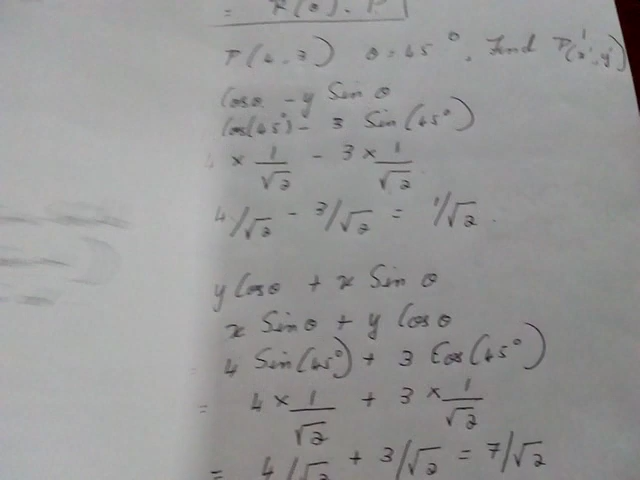 = R(θ). P
P(4, 3) θ=45°, find P'(x', y')
Cosθ - y Sin θ
Cos(45°) - 3 Sin(45°)
4 × 1/√2 - 3 × 1/√2
4/√2 - 3/√2 = 1/√2.
y Cosθ + x Sin θ
x Sinθ + y Cosθ
= 4 Sin(45°) + 3 Cos(45°)
= 4 × 1/√2 + 3 × 1/√2
= 4/√2 + 3/√2 = 7/√2